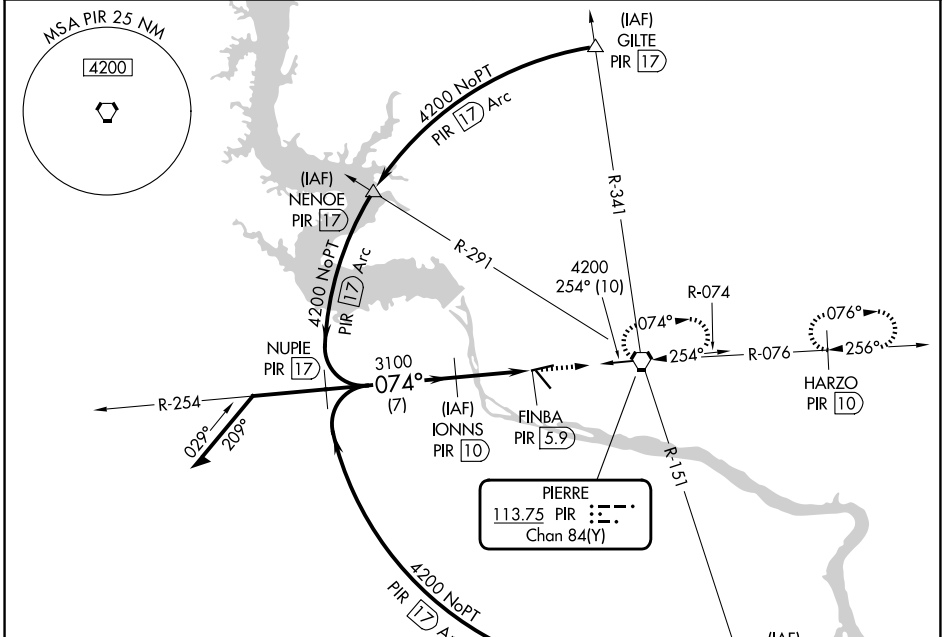 MSA PIR 25 NM
4200
(IAF)
GILTE
PIR 17
4200 NoPT
PIR 17 Arc
(IAF)
NENOE
PIR 17
R-341
R-291
4200 NoPT
PIR 17 Arc
4200
254° (10)
R-074
074°
254°
R-076
076°
256°
HARZO
PIR 10
NUPIE
PIR 17
3100
074°
(7)
R-254
029°
209°
(IAF)
IONNS
PIR 10
FINBA
PIR 5.9
R-151
PIERRE
113.75 PIR
Chan 84(Y)
4200 NoPT
PIR 17 Arc
(IAF)